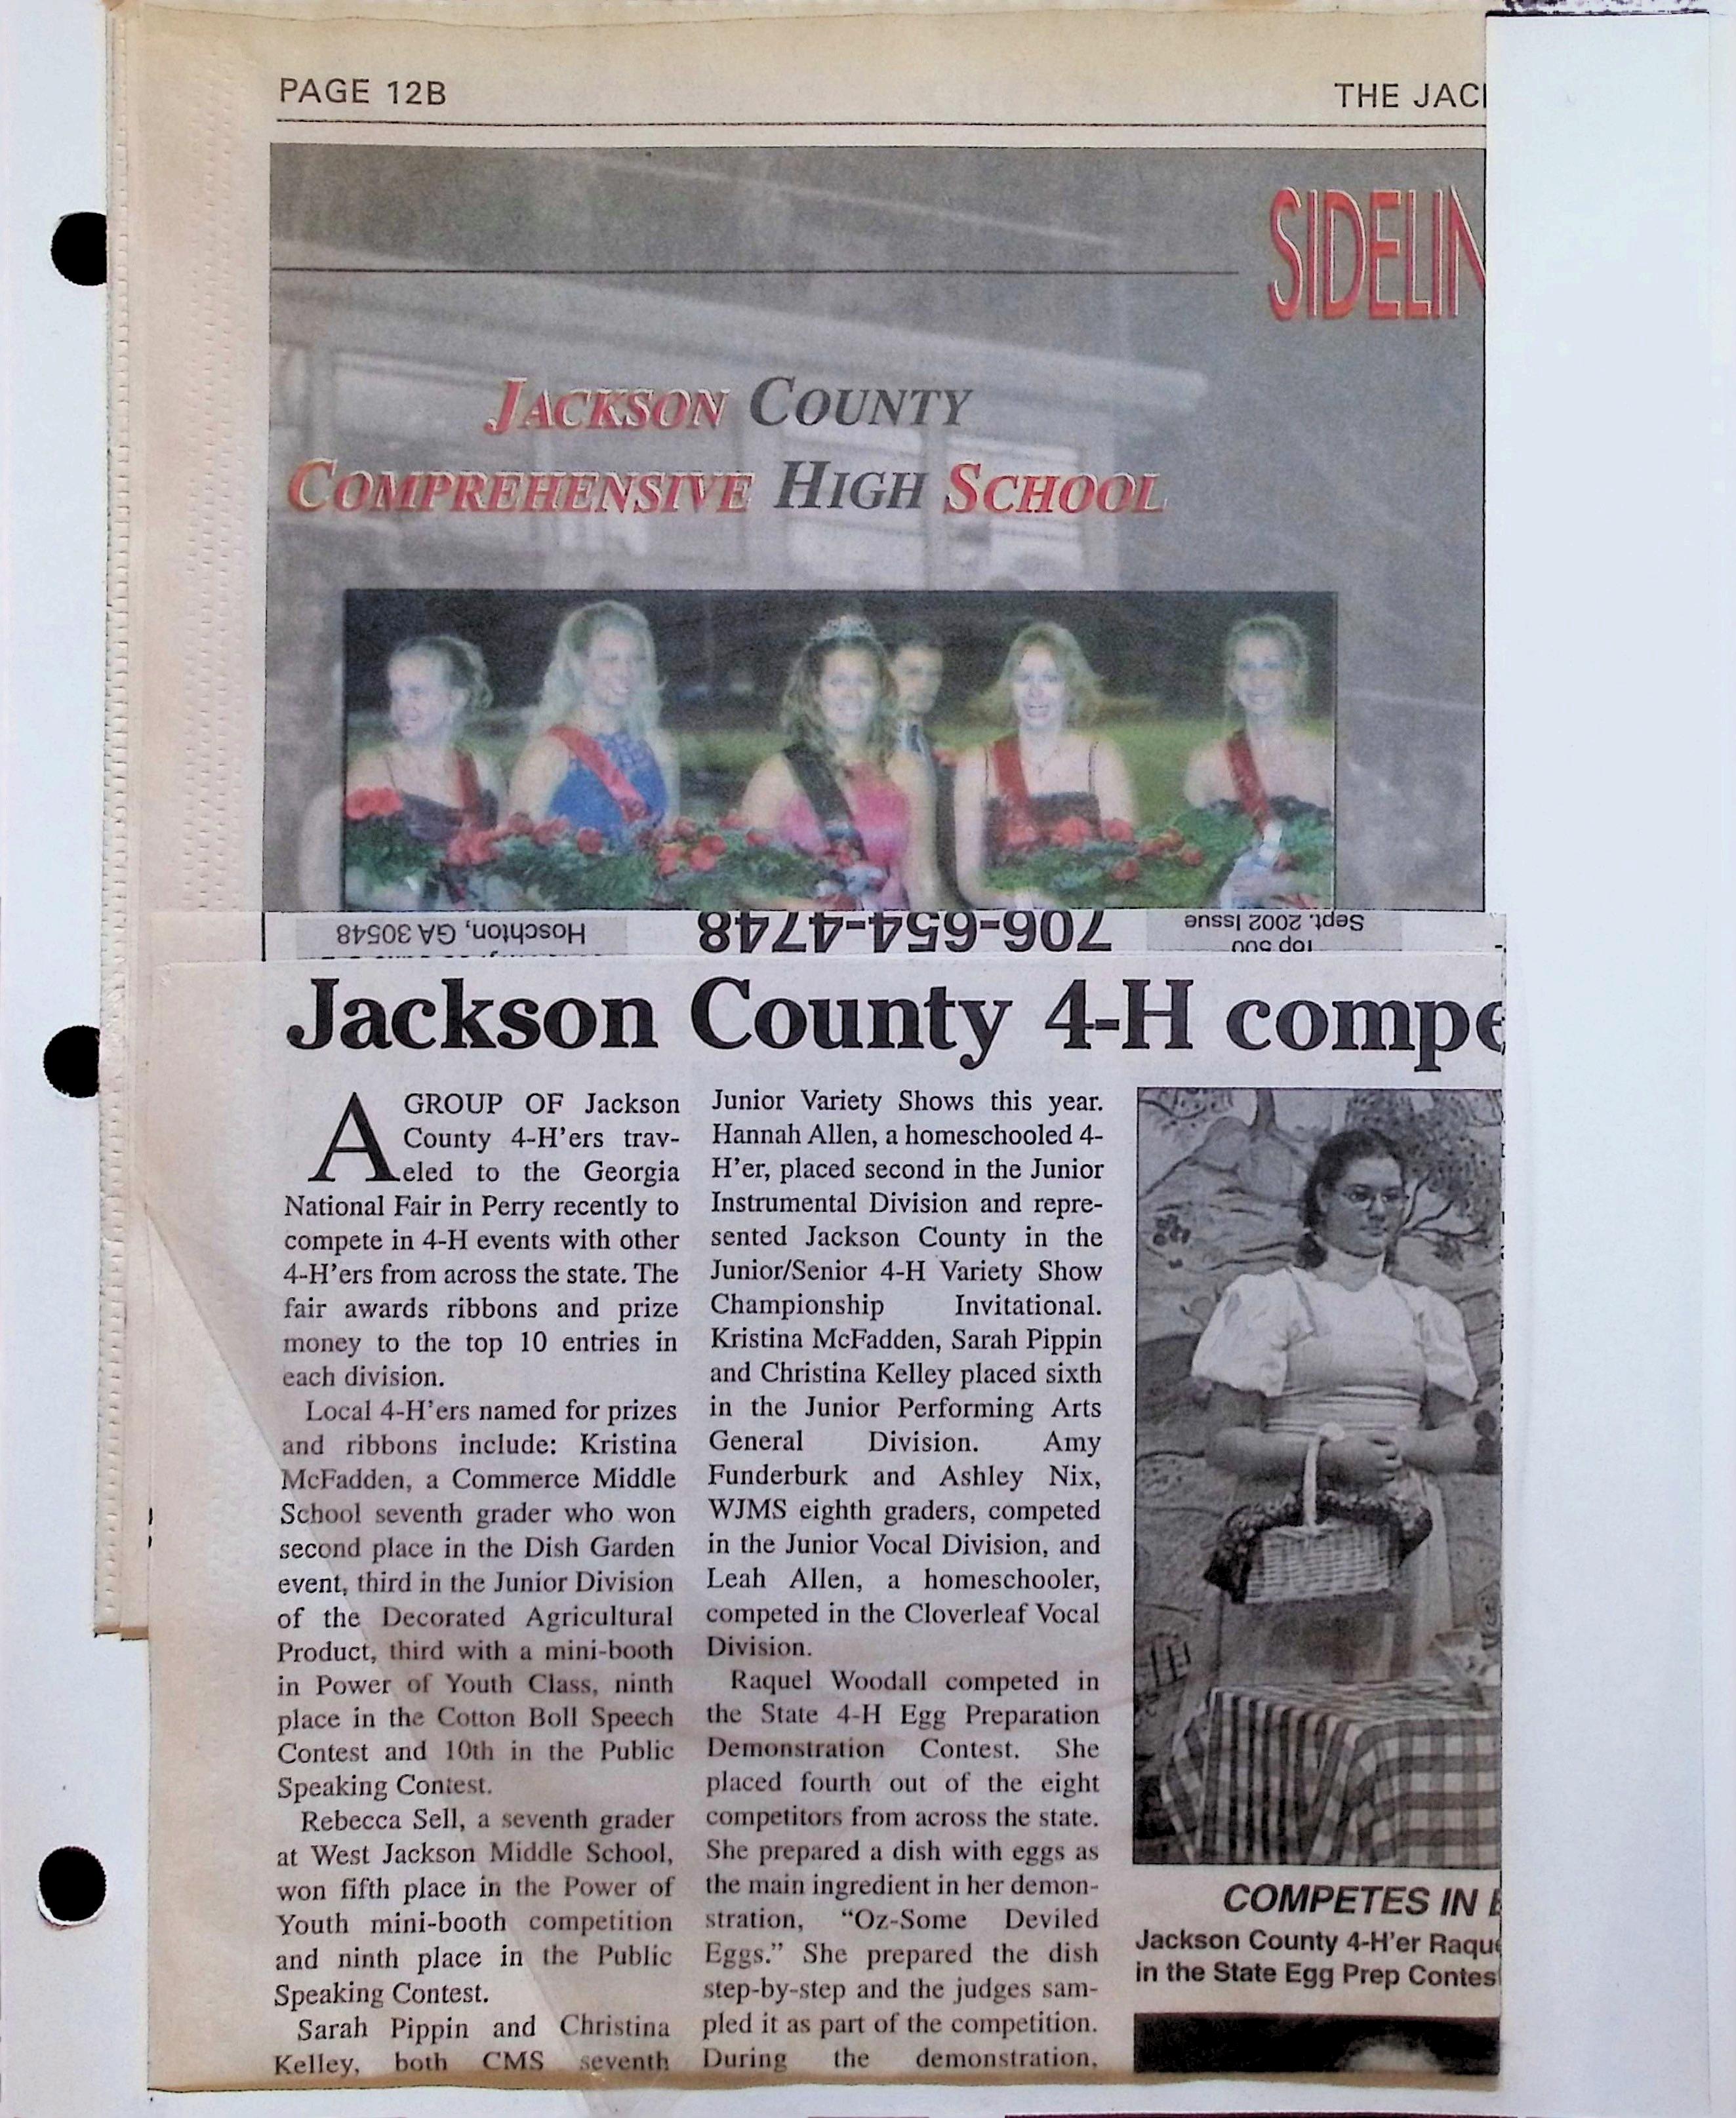 PAGE 12B
THE JAC
SIDELIN
JACKSON COUNTY
COMPREHENSIVE HIGH SCHOOL
Hoschton, GA 30548
706-654-4748
Top 500
Sept. 2002 Issue
Jackson County 4-H compe
A GROUP OF Jackson
County 4-H'ers trav-
eled to the Georgia
National Fair in Perry recently to
compete in 4-H events with other
4-H'ers from across the state. The
fair awards ribbons and prize
money to the top 10 entries in
each division.
Local 4-H'ers named for prizes
and ribbons include: Kristina
McFadden, a Commerce Middle
School seventh grader who won
second place in the Dish Garden
event, third in the Junior Division
of the Decorated Agricultural
Product, third with a mini-booth
in Power of Youth Class, ninth
place in the Cotton Boll Speech
Contest and 10th in the Public
Speaking Contest.
Rebecca Sell, a seventh grader
at West Jackson Middle School,
won fifth place in the Power of
Youth mini-booth competition
and ninth place in the Public
Speaking Contest.
Sarah Pippin and Christina
Kelley, both CMS seventh
Junior Variety Shows this year.
Hannah Allen, a homeschooled 4-
H'er, placed second in the Junior
Instrumental Division and repre-
sented Jackson County in the
Junior/Senior 4-H Variety Show
Championship Invitational.
Kristina McFadden, Sarah Pippin
and Christina Kelley placed sixth
in the Junior Performing Arts
General Division. Amy
Funderburk and Ashley Nix,
WJMS eighth graders, competed
in the Junior Vocal Division, and
Leah Allen, a homeschooler,
competed in the Cloverleaf Vocal
Division.
Raquel Woodall competed in
the State 4-H Egg Preparation
Demonstration Contest. She
placed fourth out of the eight
competitors from across the state.
She prepared a dish with eggs as
the main ingredient in her demon-
stration, “Oz-Some Deviled
Eggs.” She prepared the dish
step-by-step and the judges sam-
pled it as part of the competition.
During the demonstration,
COMPETES IN
Jackson County 4-H'er Raque
in the State Egg Prep Contes